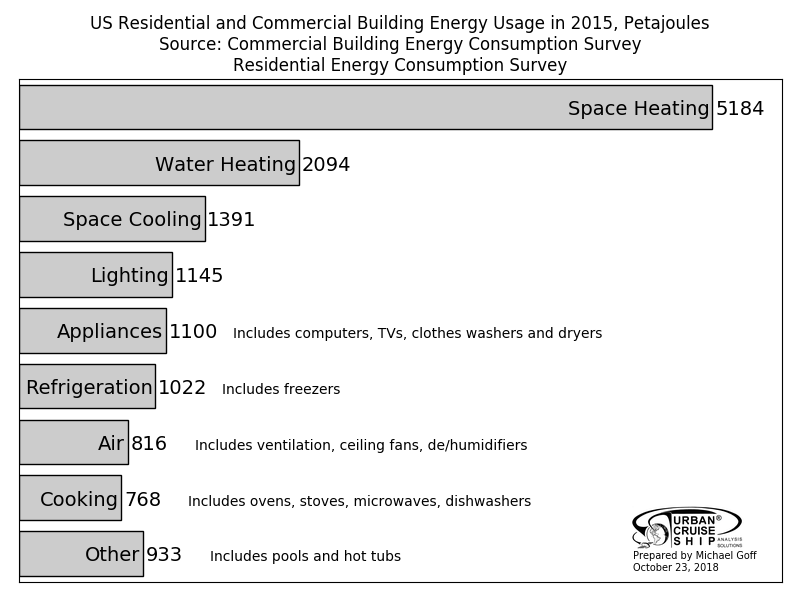 US Residential and Commercial Building Energy Usage in 2015, Petajoules
Source: Commercial Building Energy Consumption Survey
Residential Energy Consumption Survey
Space Heating 5184
Water Heating 2094
Space Cooling 1391
Lighting 1145
Appliances 1100 Includes computers, TVs, clothes washers and dryers
Refrigeration 1022 Includes freezers
Air 816 Includes ventilation, ceiling fans, de/humidifiers
Cooking 768 Includes ovens, stoves, microwaves, dishwashers
Other 933 Includes pools and hot tubs
URBAN®
CRUISE
SHIP ANALYSIS
SOLUTIONS
Prepared by Michael Goff
October 23, 2018